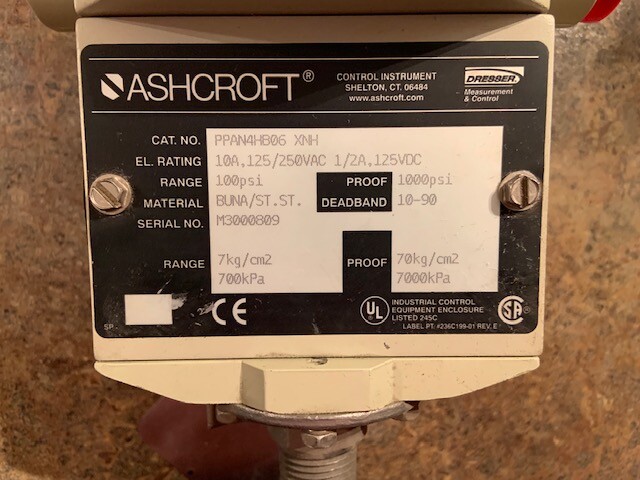 ASHCROFT®
CONTROL INSTRUMENT
SHELTON, CT. 06484
www.ashcroft.com
DRESSER
Measurement
& Control
CAT. NO. PPAN4HB06 XNH
EL. RATING 10A,125/250VAC 1/2A,125VDC
RANGE 100psi PROOF 1000psi
MATERIAL BUNA/ST.ST. DEADBAND 10-90
SERIAL NO. M3000809
RANGE 7kg/cm2 PROOF 70kg/cm2
700kPa 7000kPa
SP
CE
UL
INDUSTRIAL CONTROL
EQUIPMENT ENCLOSURE
LISTED 245C
SA
LABEL PT. #236C199-01 REV. E